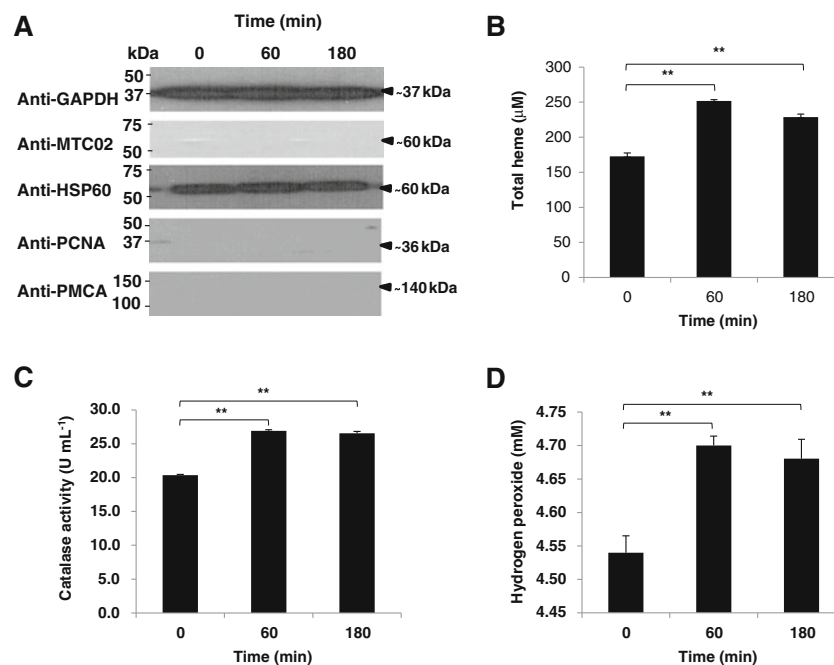 A
Time (min)
kDa 0 60 180
50
Anti-GAPDH 37 ~37 kDa
75
Anti-MTC02 ~60 kDa
50
75
Anti-HSP60 ~60 kDa
50
50
37
Anti-PCNA ~36 kDa
150
Anti-PMCA ~140 kDa
100
B
**
**
300
250
200
150
100
50
0
Total heme (µM)
0 60 180
Time (min)
C
**
**
30.0
25.0
20.0
15.0
10.0
5.0
0.0
Catalase activity (U mL-1)
0 60 180
Time (min)
D
**
**
4.75
4.70
4.65
4.60
4.55
4.50
4.45
Hydrogen peroxide (mM)
0 60 180
Time (min)